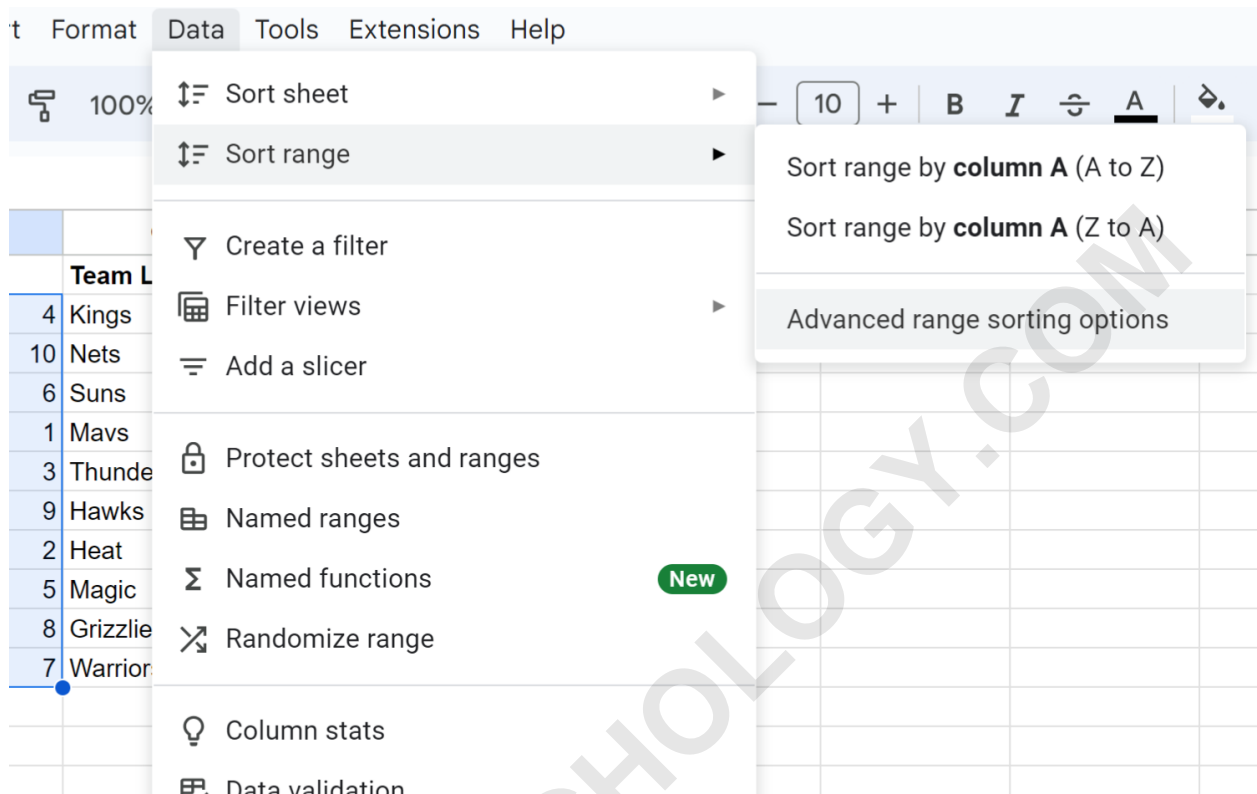 t Format Data Tools Extensions Help
100%
10
B I S A
Sort sheet
Sort range
Sort range by column A (A to Z)
Sort range by column A (Z to A)
Advanced range sorting options
Create a filter
Filter views
Add a slicer
Protect sheets and ranges
Named ranges
Named functions New
Randomize range
Column stats
Data validation
Team L
4 Kings
10 Nets
6 Suns
1 Mavs
3 Thunde
9 Hawks
2 Heat
5 Magic
8 Grizzlie
7 Warrior
HOLOGY.COM